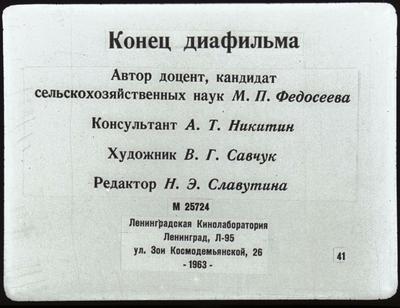 Конец диафильма
Автор доцент, кандидат
сельскохозяйственных наук М. П. Федосеева
Консультант А. Т. Никитин
Художник В. Г. Савчук
Редактор Н. Э. Славутина
М 25724
Ленинградская Кинолаборатория
Ленинград, Л-95
ул. Зои Космодемьянской, 26
- 1963 -
41